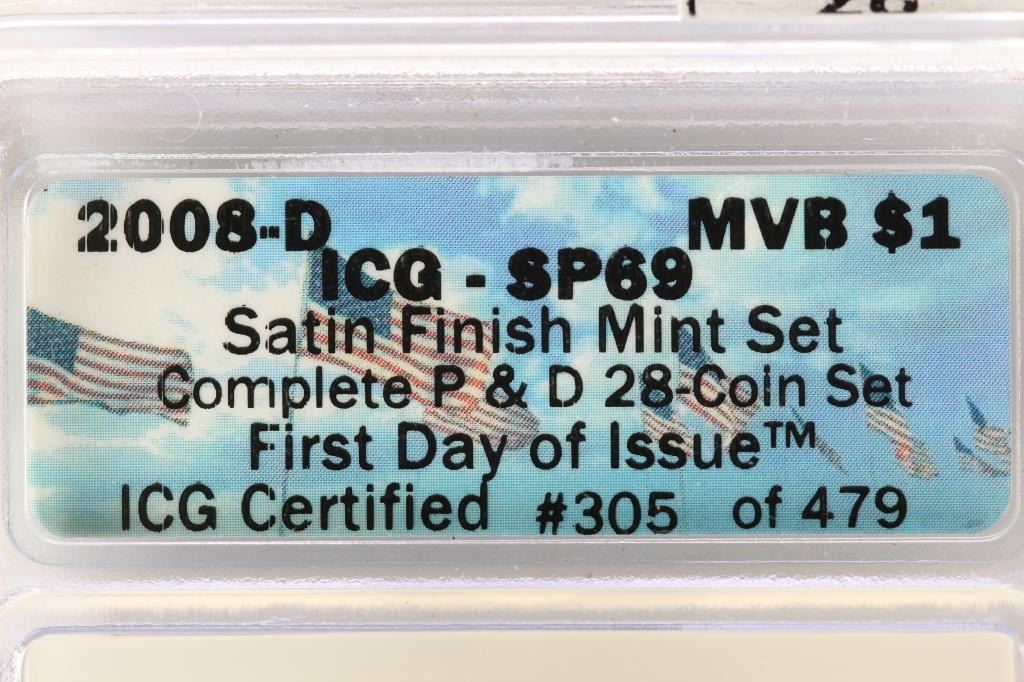 2008-D MVB $1
ICG - SP69
Satin Finish Mint Set
Complete P & D 28-Coin Set
First Day of Issue™
ICG Certified #305 of 479